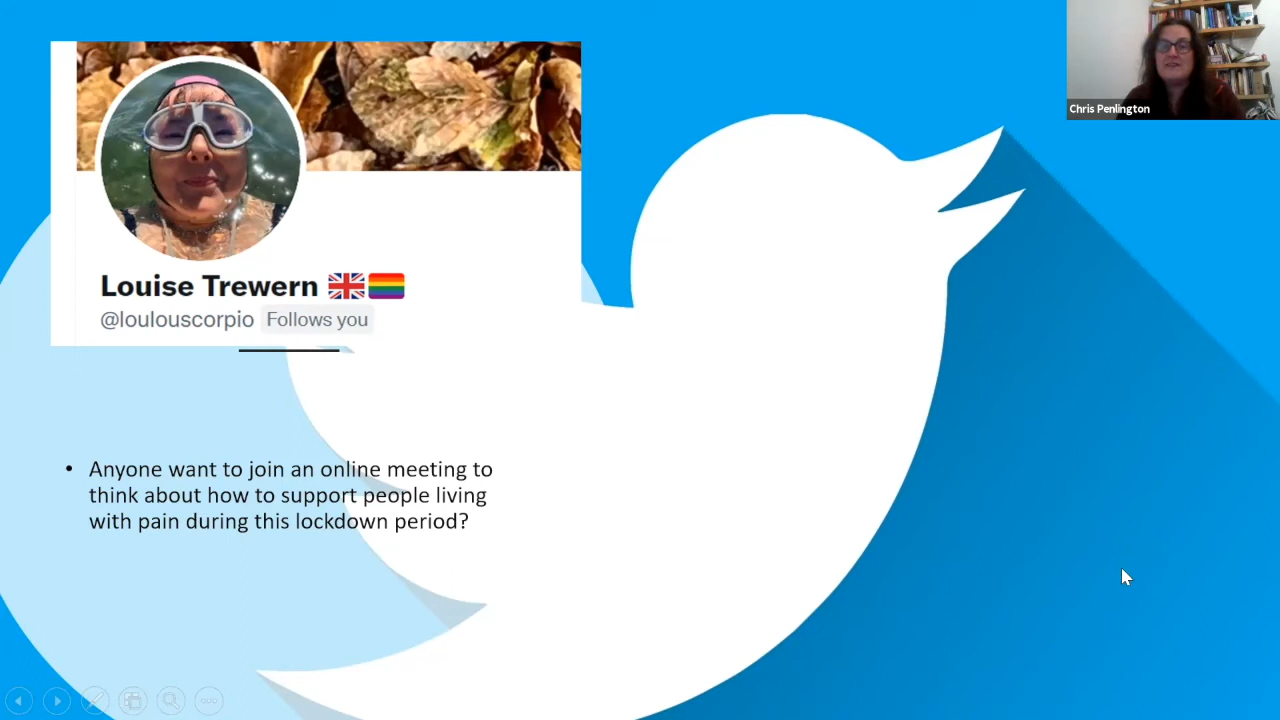 Chris Penlington
Louise Trewern 🇬🇧🏳️‍🌈
@loulouscorpio Follows you
• Anyone want to join an online meeting to
think about how to support people living
with pain during this lockdown period?